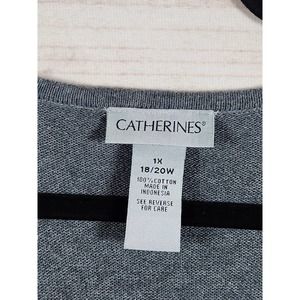 CATHERINES®
1X
18/20W
100% COTTON
MADE IN
INDONESIA
SEE REVERSE
FOR CARE